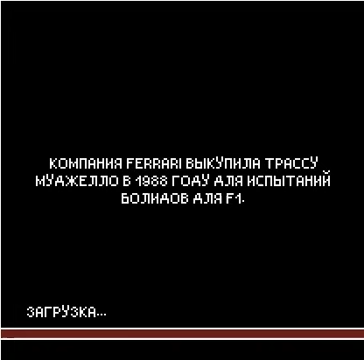 КОМПАНИЯ FERRARI ВЫКУПИЛА ТРАССУ
МУДЖЕЛЛО В 1988 ГОДУ ДЛЯ ИСПЫТАНИЙ
БОЛИДОВ ДЛЯ F1.
ЗАГРУЗКА...